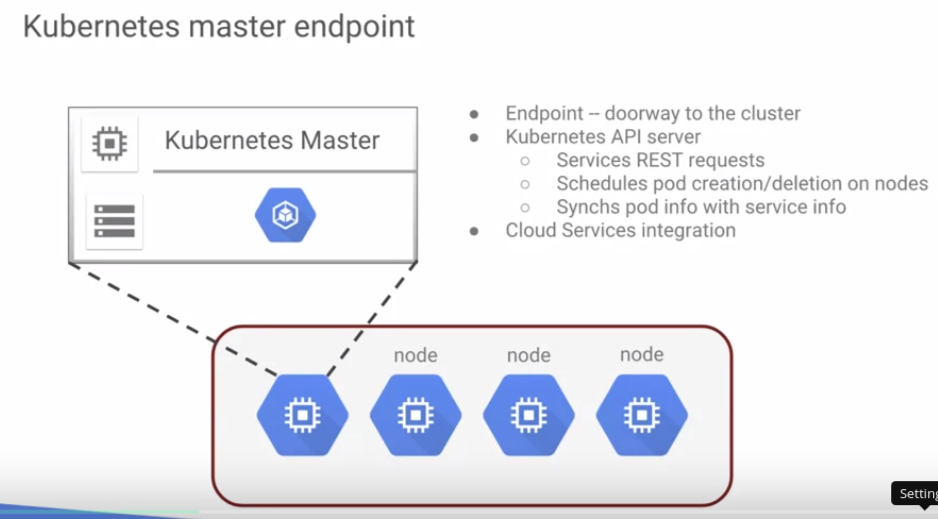 Kubernetes master endpoint
Kubernetes Master
Endpoint -- doorway to the cluster
Kubernetes API server
Services REST requests
Schedules pod creation/deletion on nodes
Synchs pod info with service info
Cloud Services integration
node node node